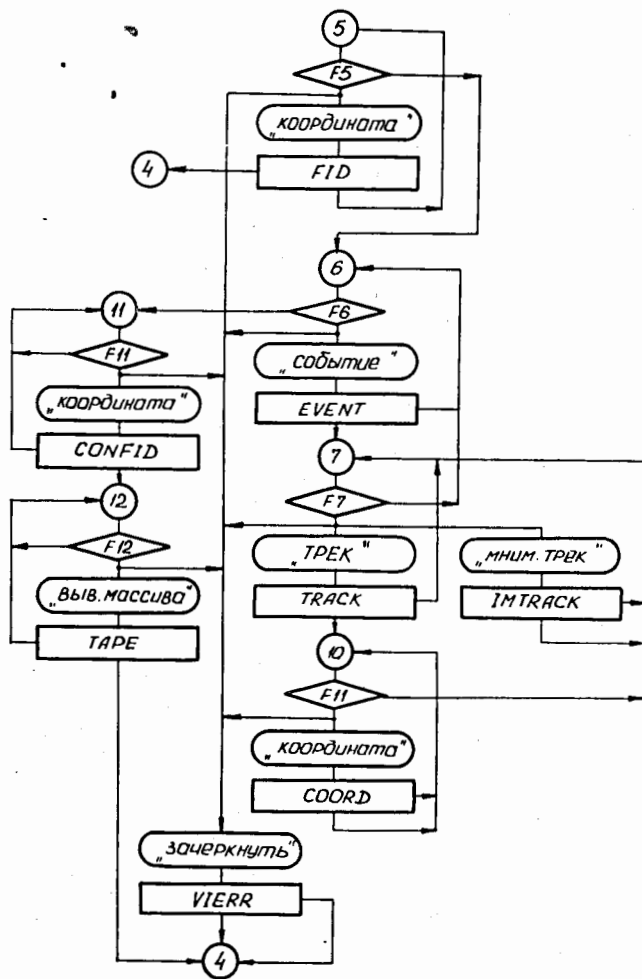 5
F5
„координата"
4
FID
6
11
F6
F11
„событие"
„координата"
EVENT
CONFID
7
12
F7
F12
„ТРЕК"
„мним. трек"
„выв. массива"
TRACK
IMTRACK
TAPE
10
F11
„координата"
COORD
„зачеркнуть"
VIERR
4